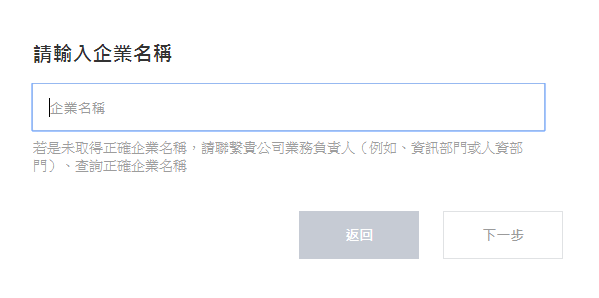 請輸入企業名稱
企業名稱
若是未取得正確企業名稱，請聯繫貴公司業務負責人（例如、資訊部門或人資部
門）、查詢正確企業名稱
返回
下一步